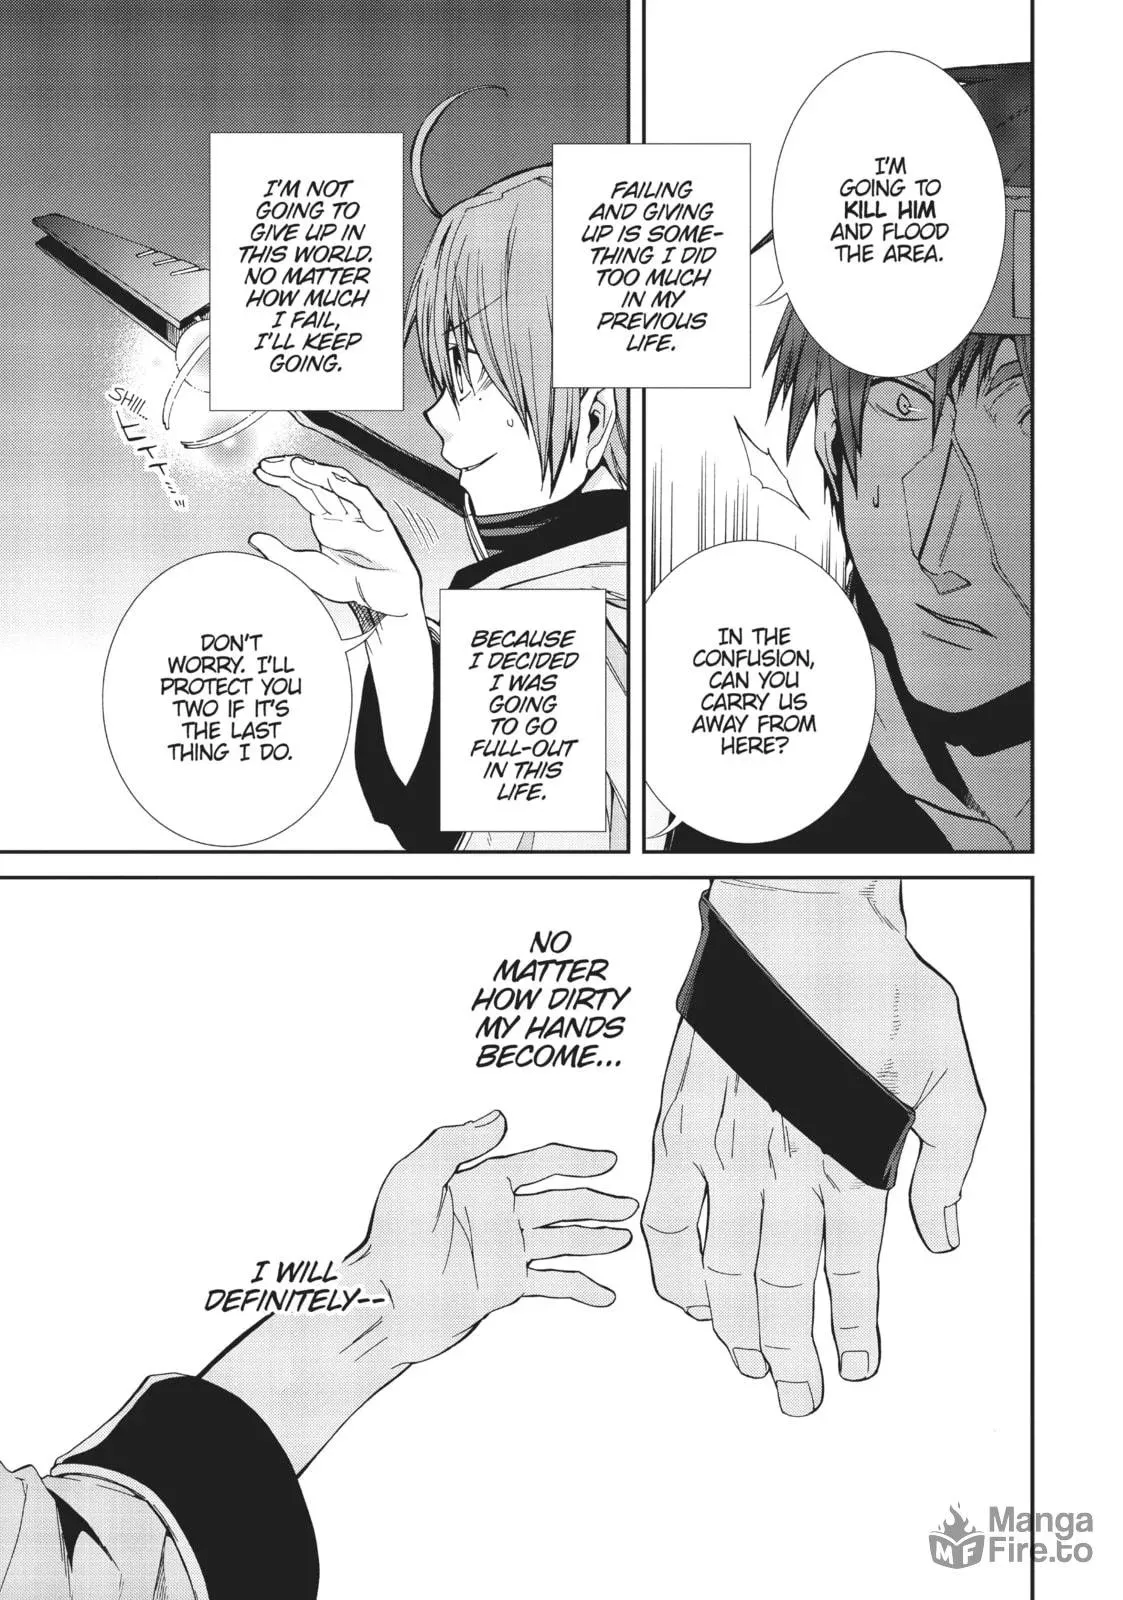 I'M
GOING TO
KILL HIM
AND FLOOD
THE AREA.
IN THE
CONFUSION,
CAN YOU
CARRY US
AWAY FROM
HERE?
FAILING
AND GIVING
UP IS SOME-
THING I DID
TOO MUCH
IN MY
PREVIOUS
LIFE.
I'M NOT
GOING TO
GIVE UP IN
THIS WORLD.
NO MATTER
HOW MUCH
I FAIL,
I'LL KEEP
GOING.
SHIII...
BECAUSE
I DECIDED
I WAS
GOING
TO GO
FULL-OUT
IN THIS
LIFE.
DON'T
WORRY. I'LL
PROTECT YOU
TWO IF IT'S
THE LAST
THING I DO.
NO
MATTER
HOW DIRTY
MY HANDS
BECOME...
I WILL
DEFINITELY--
MF
Manga
Fire.to